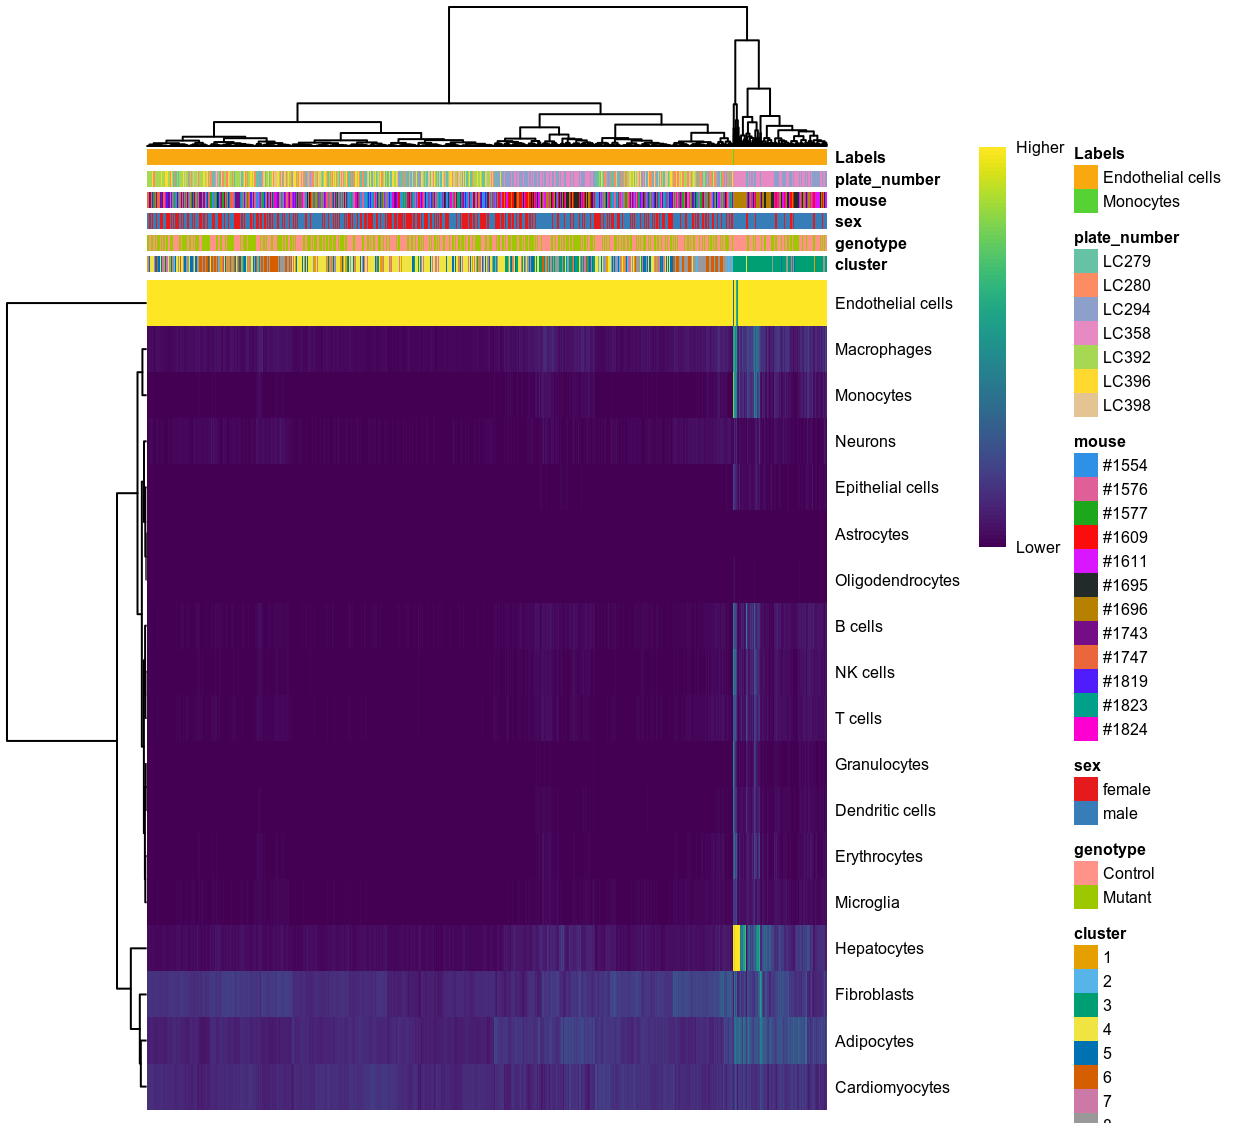 Labels
plate_number
mouse
sex
genotype
cluster
Endothelial cells
Macrophages
Monocytes
Neurons
Epithelial cells
Astrocytes
Oligodendrocytes
B cells
NK cells
T cells
Granulocytes
Dendritic cells
Erythrocytes
Microglia
Hepatocytes
Fibroblasts
Adipocytes
Cardiomyocytes
Higher
Lower
Labels
Endothelial cells
Monocytes
plate_number
LC279
LC280
LC294
LC358
LC392
LC396
LC398
mouse
#1554
#1576
#1577
#1609
#1611
#1695
#1696
#1743
#1747
#1819
#1823
#1824
sex
female
male
genotype
Control
Mutant
cluster
1
2
3
4
5
6
7